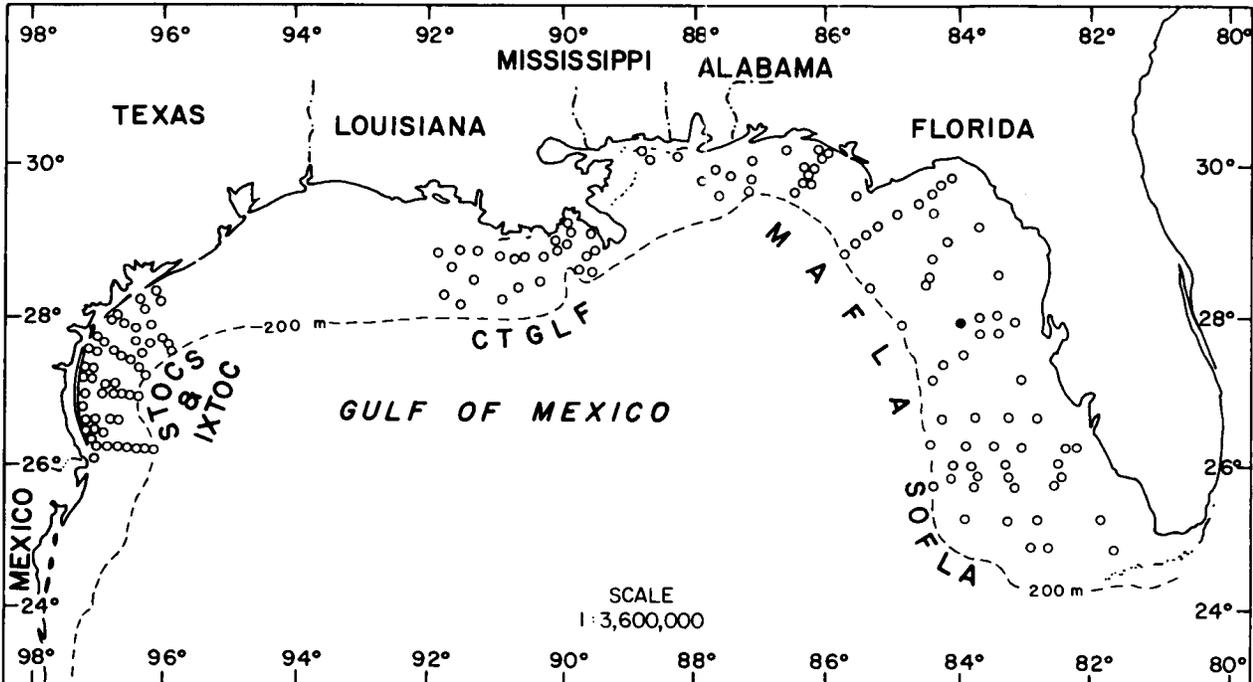 98° 96° 94° 92° 90° 88° 86° 84° 82° 80°
MISSISSIPPI
ALABAMA
TEXAS
LOUISIANA
FLORIDA
30° 30°
28° 28°
200 m
CTGLF
MAFLA
STOCS
&
IXTOC
GULF OF MEXICO
26° 26°
SOFLA
MEXICO
200 m
SCALE
1:3,600,000
24° 24°
98° 96° 94° 92° 90° 88° 86° 84° 82° 80°